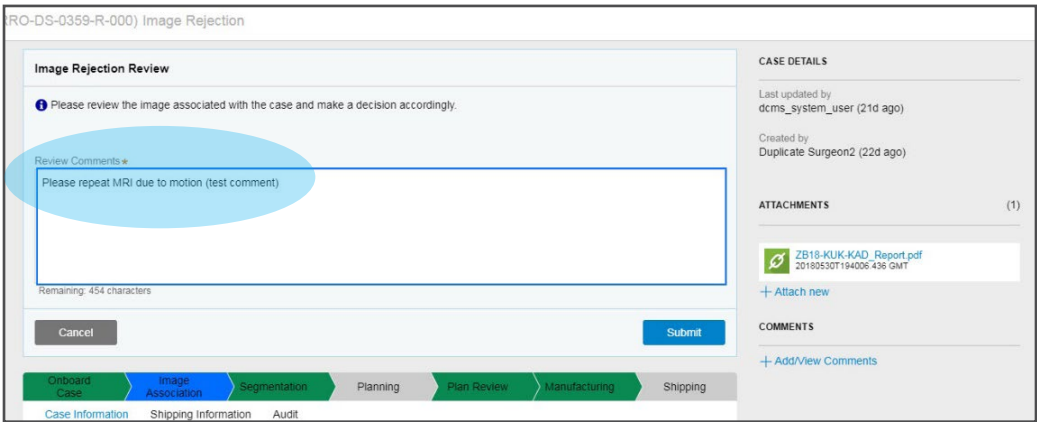 RO-DS-0359-R-000) Image Rejection
Image Rejection Review
Please review the image associated with the case and make a decision accordingly.
Review Comments★
Please repeat MRI due to motion (test comment)
Remaining: 454 characters
Cancel
Submit
Onboard Case
Image Association
Segmentation
Planning
Plan Review
Manufacturing
Shipping
Case Information Shipping Information Audit
CASE DETAILS
Last updated by
dcms_system_user (21d ago)
Created by
Duplicate Surgeon2 (22d ago)
ATTACHMENTS (1)
ZB18-KUK-KAD_Report.pdf
20180530T194006.436 GMT
+ Attach new
COMMENTS
+ Add/View Comments